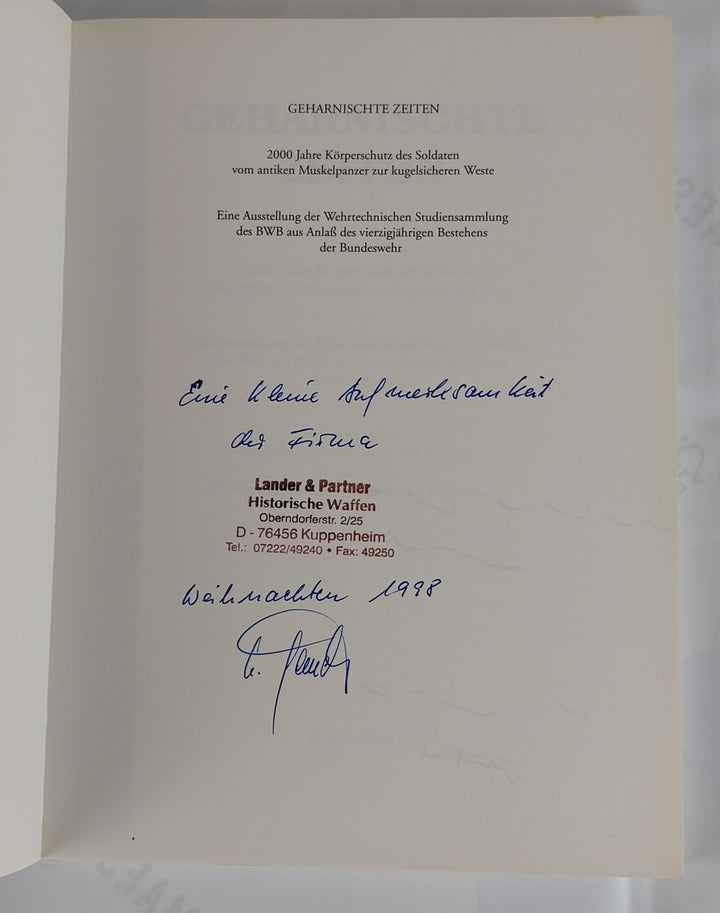 GEHARNISCHTE ZEITEN
2000 Jahre Körperschutz des Soldaten
vom antiken Muskelpanzer zur kugelsicheren Weste
Eine Ausstellung der Wehrtechnischen Studiensammlung
des BWB aus Anlaß des vierzigjährigen Bestehens
der Bundeswehr
Eine kleine Aufmerksamkeit
der Firma
Lander & Partner
Historische Waffen
Oberndorferstr. 2/25
D - 76456 Kuppenheim
Tel.: 07222/49240 • Fax: 49250
Weihnachten 1998